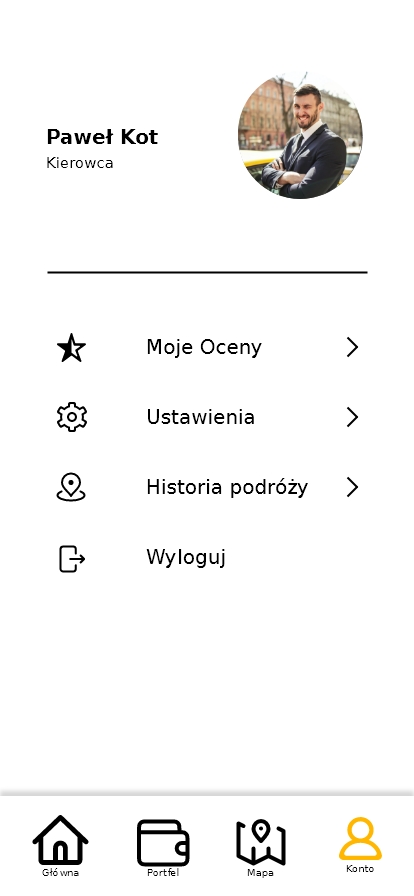 Paweł Kot
Kierowca
Moje Oceny
Ustawienia
Historia podróży
Wyloguj
Główna
Portfel
Mapa
Konto